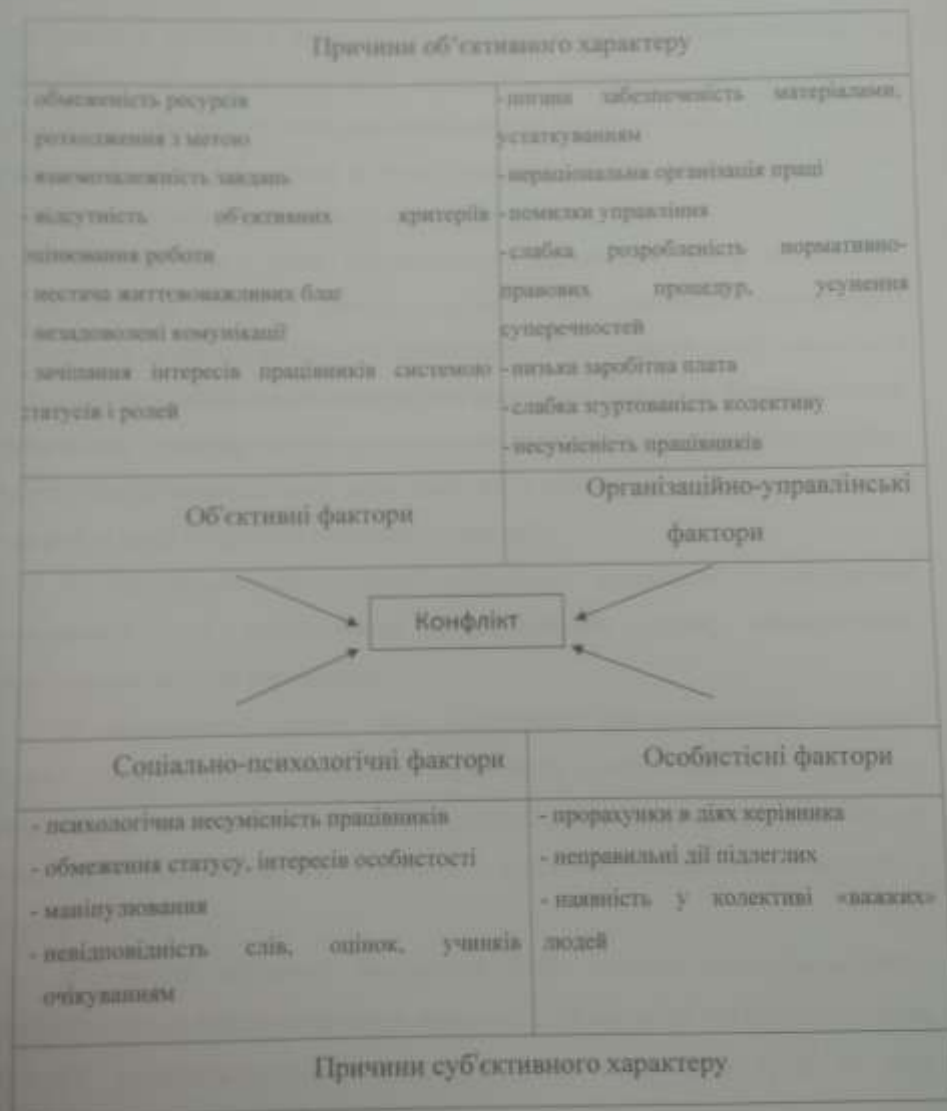 Причини об'єктивного характеру
- обмеженість ресурсів
- розходження з метою
- взаємозалежність завдань
- відсутність об'єктивних критеріїв
оцінювання роботи
- нестача життєвоважливих благ
- незадоволені комунікації
- зачіпання інтересів працівників системою
статусів і ролей
- погана забезпеченість матеріалами,
устаткуванням
- нераціональна організація праці
- помилки управління
- слабка розробленість нормативно-
правових процедур, усунення
суперечностей
- низька заробітна плата
- слабка згуртованість колективу
- несумісність працівників
Об'єктивні фактори
Організаційно-управлінські
фактори
Конфлікт
Соціально-психологічні фактори
Особистісні фактори
- психологічна несумісність працівників
- обмеження статусу, інтересів особистості
- маніпулювання
- невідповідність слів, оцінок, учинків
очікуванням
- прорахунки в діях керівника
- неправильні дії підлеглих
- наявність у колективі «важких»
людей
Причини суб'єктивного характеру